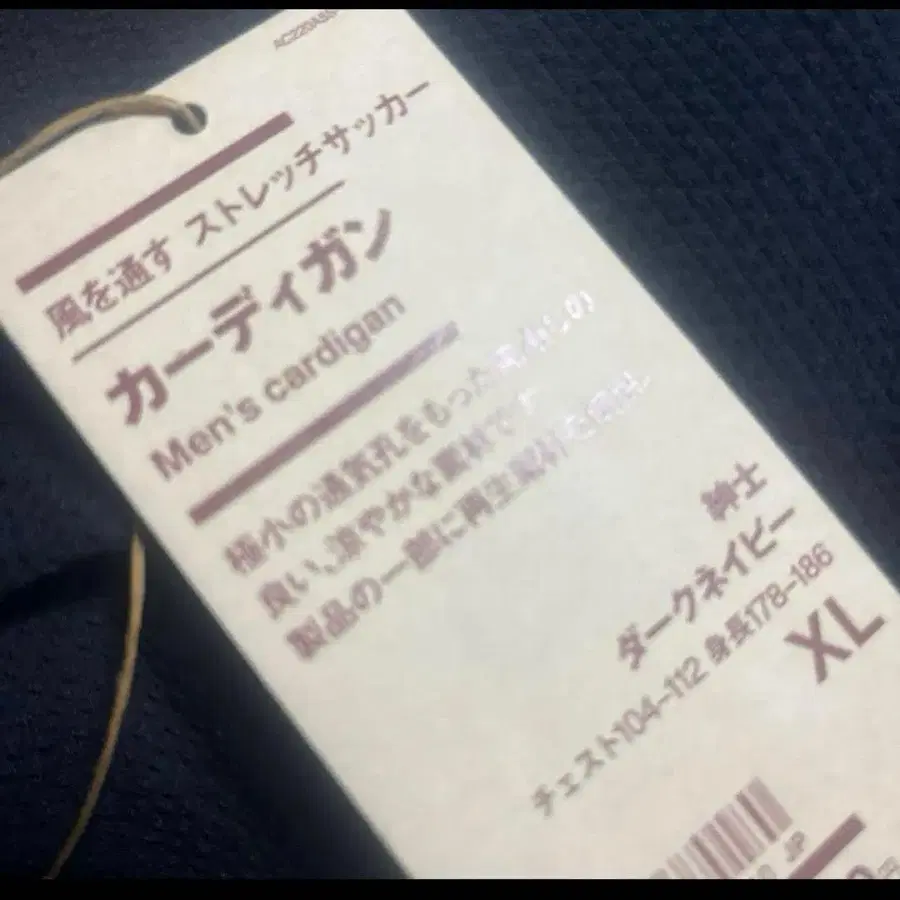 風を通す ストレッチサッカー
カーディガン
Men's cardigan
極小の通気孔をもった
良い、涼やかな素材です
製品の一部に再生素材を使用。
紳士
ダークネイビー
チェスト104-112 身長178-186
XL
JP